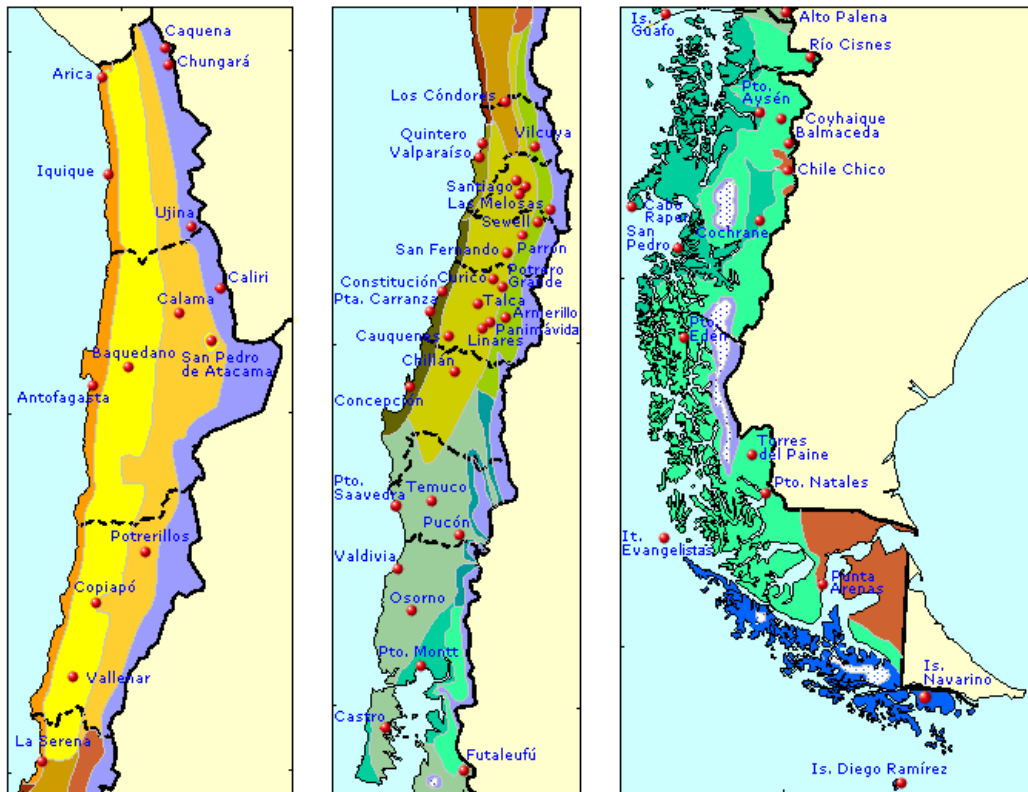 Caquena
Chungará
Arica
Iquique
Ujina
Caliri
Calama
San Pedro
de Atacama
Baquedano
Antofagasta
Potrerillos
Copiapó
Vallenar
La Serena
Los Cóndores
Quintero
Vilcuya
Valparaíso
Santiago
Las Melosas
Sewell
San Fernando
Parrón
Curicó
Potrero
Grande
Constitución
Pta. Carranza
Talca
Armerillo
Panimávida
Cauquenes
Linares
Chillán
Concepción
Pto.
Saavedra
Temuco
Pucón
Valdivia
Osorno
Pto. Montt
Castro
Futaleufú
Is.
Guafo
Alto Palena
Río Cisnes
Pto.
Aysén
Coyhaique
Balmaceda
Chile Chico
Cabo
Raper
San
Pedro
Cochrane
Pto.
Edén
Torres
del Paine
Pto. Natales
It.
Evangelistas
Punta
Arenas
Is.
Navarino
Is. Diego Ramírez